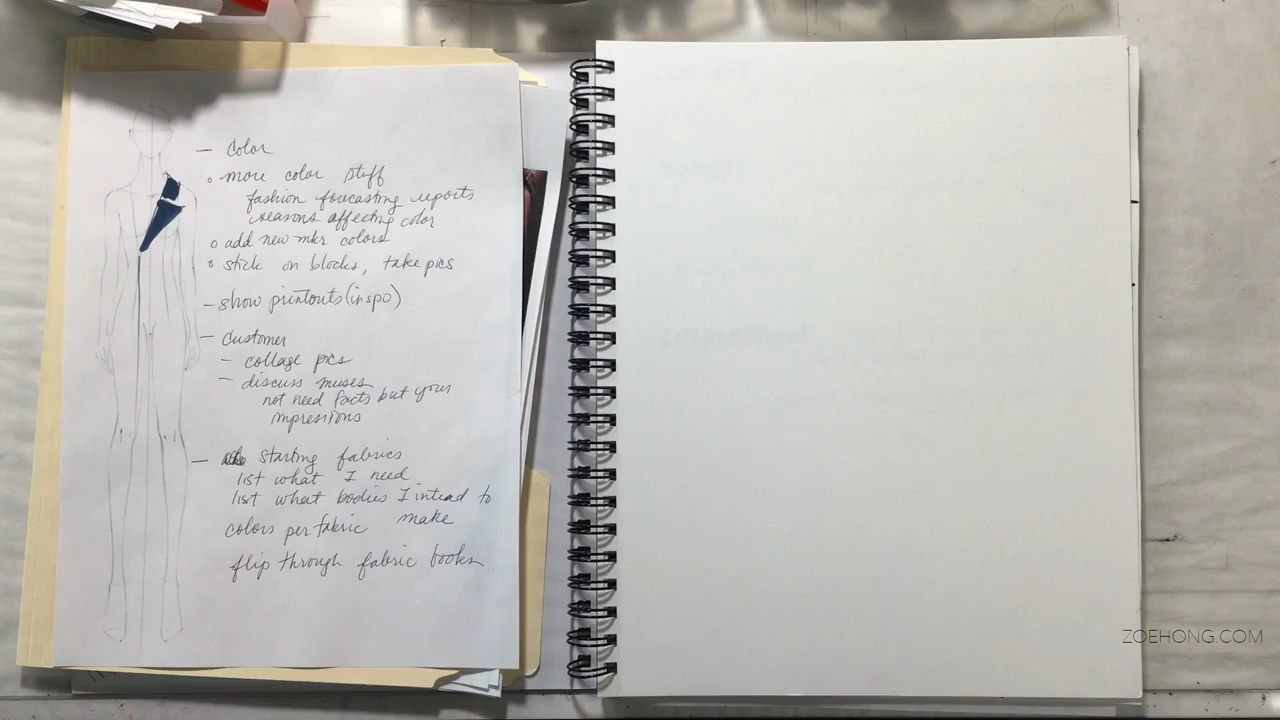 — Color
o more color stuff
fashion forecasting reports
reasons affecting color
o add new mkr colors
o stick on blocks, take pics
- show printouts (inspo)
- Customer
- collage pics
- discuss muses
not need facts but your
impressions
- starting fabrics
list what I need
list what bodies I intend to
make
colors per fabric
flip through fabric books
ZOEHONG.COM